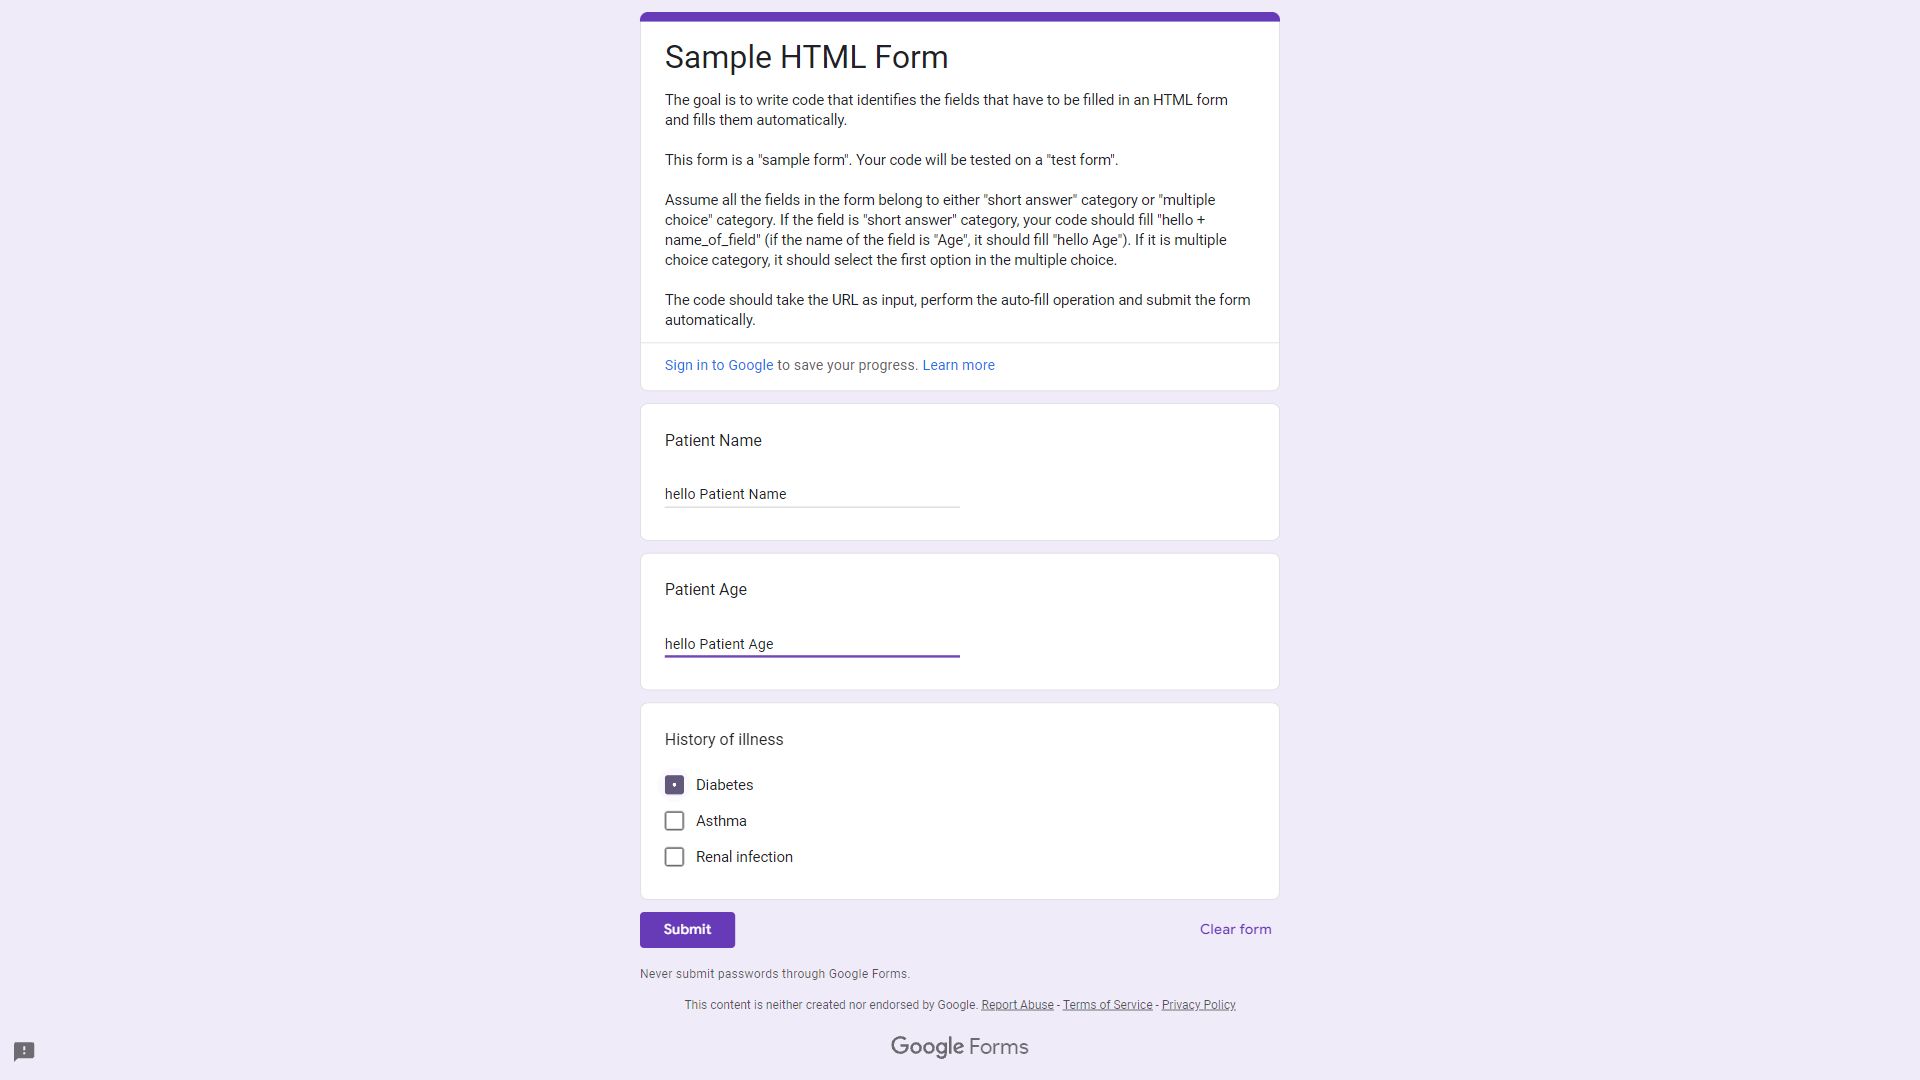 Sample HTML Form
The goal is to write code that identifies the fields that have to be filled in an HTML form
and fills them automatically.
This form is a "sample form". Your code will be tested on a "test form".
Assume all the fields in the form belong to either "short answer" category or "multiple
choice" category. If the field is "short answer" category, your code should fill "hello +
name_of_field" (if the name of the field is "Age", it should fill "hello Age"). If it is multiple
choice category, it should select the first option in the multiple choice.
The code should take the URL as input, perform the auto-fill operation and submit the form
automatically.
Sign in to Google to save your progress. Learn more
Patient Name
hello Patient Name
Patient Age
hello Patient Age
History of illness
Diabetes
Asthma
Renal infection
Submit
Clear form
Never submit passwords through Google Forms.
This content is neither created nor endorsed by Google. Report Abuse - Terms of Service - Privacy Policy
Google Forms